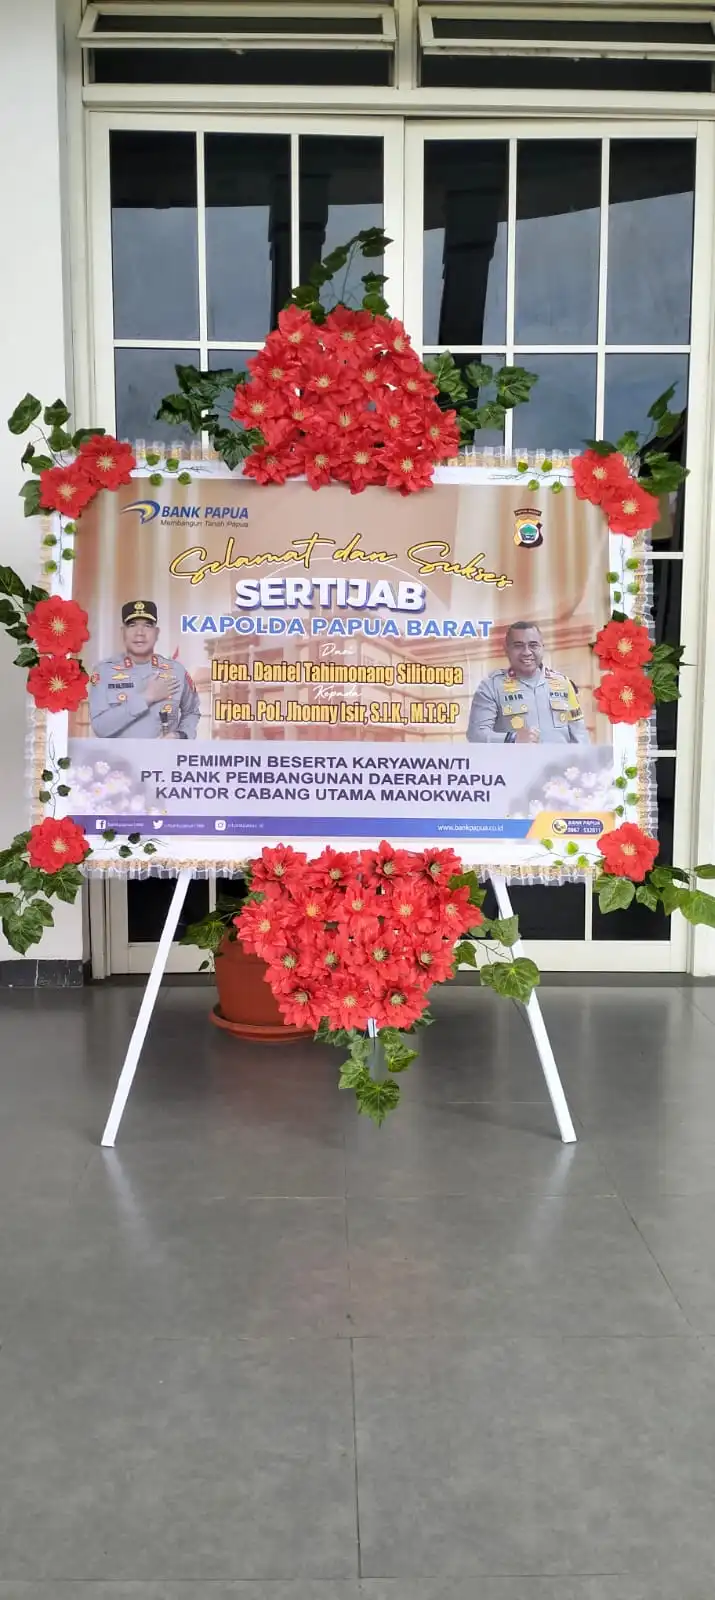 BANK PAPUA
Membangun Tanah Papua
Selamat dan Sukses
SERTIJAB
KAPOLDA PAPUA BARAT
Dari
Irjen. Daniel Tahimonang Silitonga
Kepada
Irjen. Pol. Jhonny Isir, S.I.K., M.T.C.P
ISIR
POLISI
PEMIMPIN BESERTA KARYAWAN/TI
PT. BANK PEMBANGUNAN DAERAH PAPUA
KANTOR CABANG UTAMA MANOKWARI
www.bankpapua.co.id
BANK PAPUA